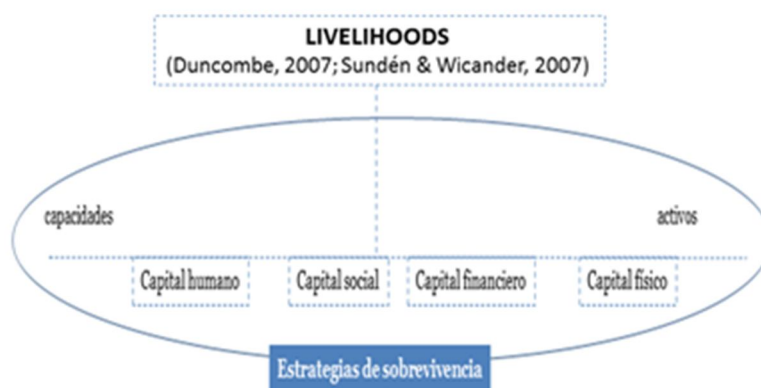 LIVELIHOODS
(Duncombe, 2007; Sundén & Wicander, 2007)
capacidades
activos
Capital humano
Capital social
Capital financiero
Capital físico
Estrategias de sobrevivencia